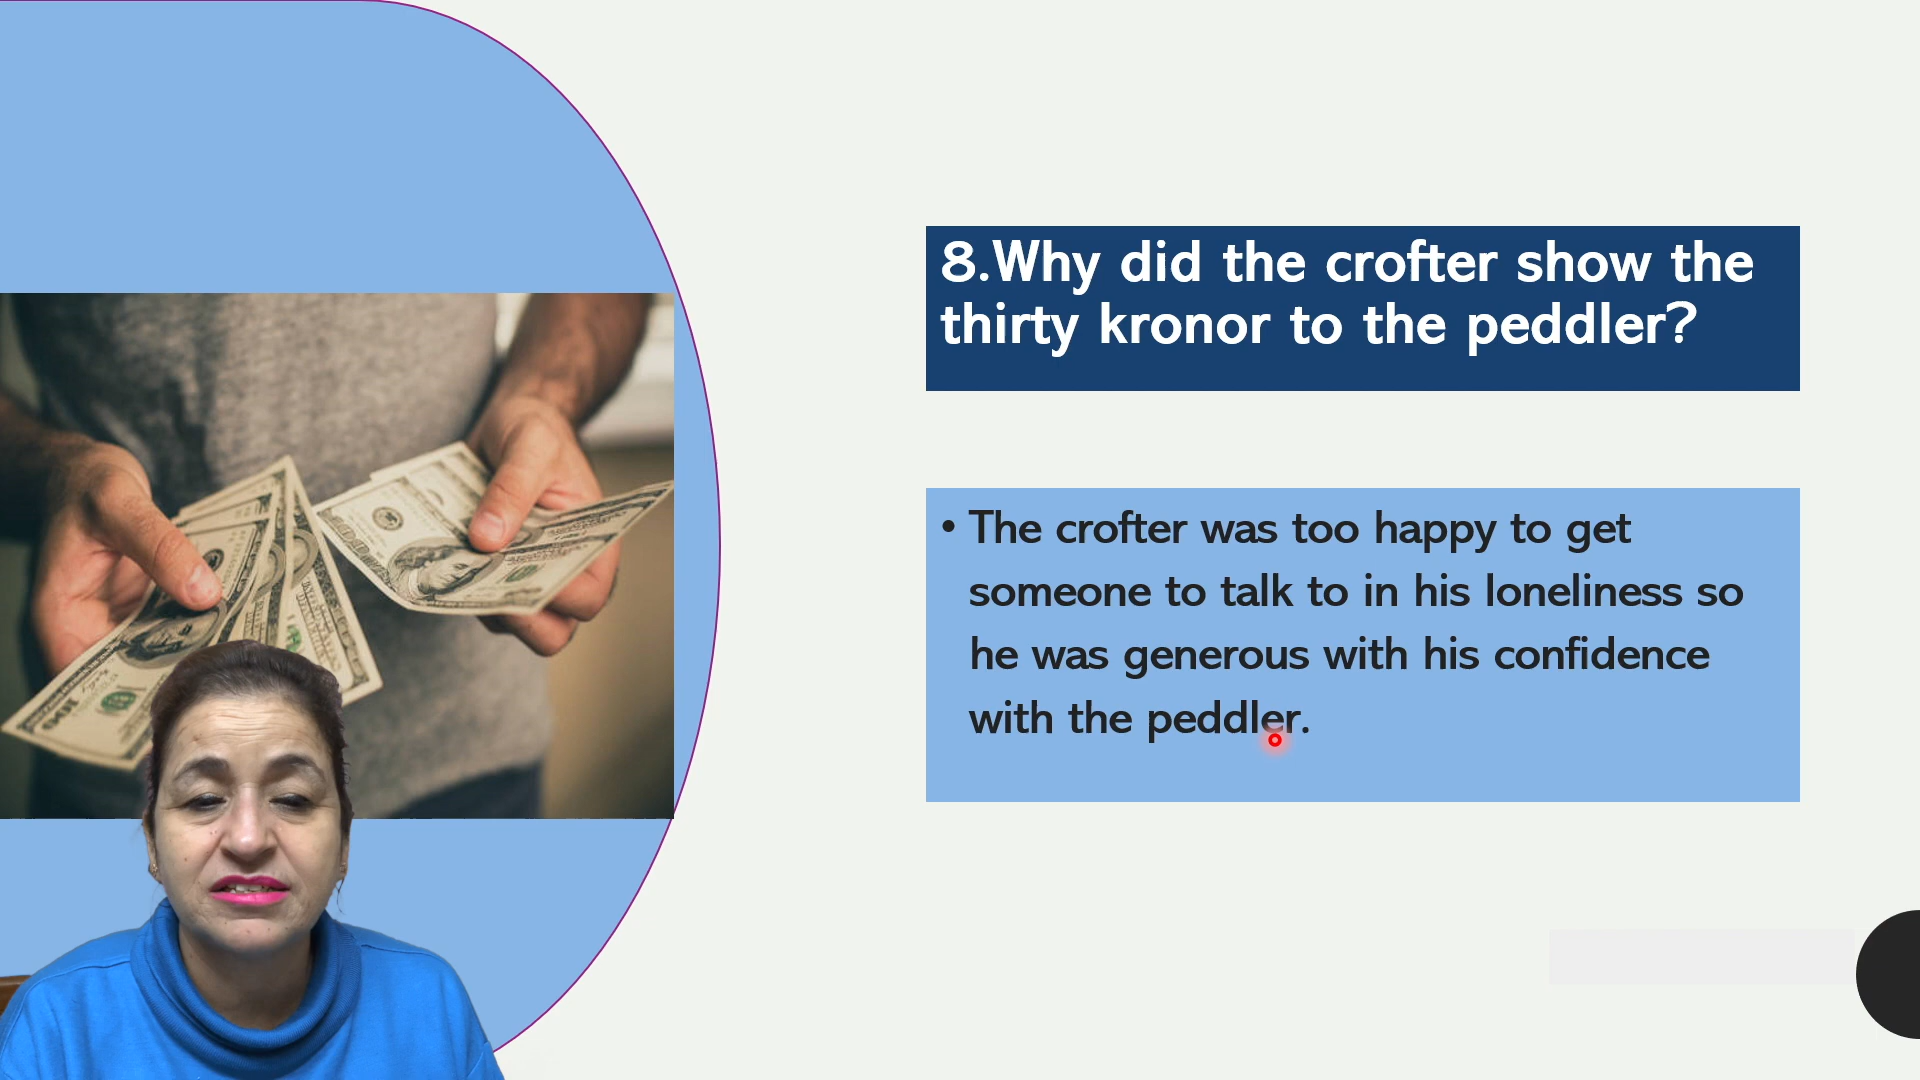 8.Why did the crofter show the
thirty kronor to the peddler?
• The crofter was too happy to get
someone to talk to in his loneliness so
he was generous with his confidence
with the peddler.